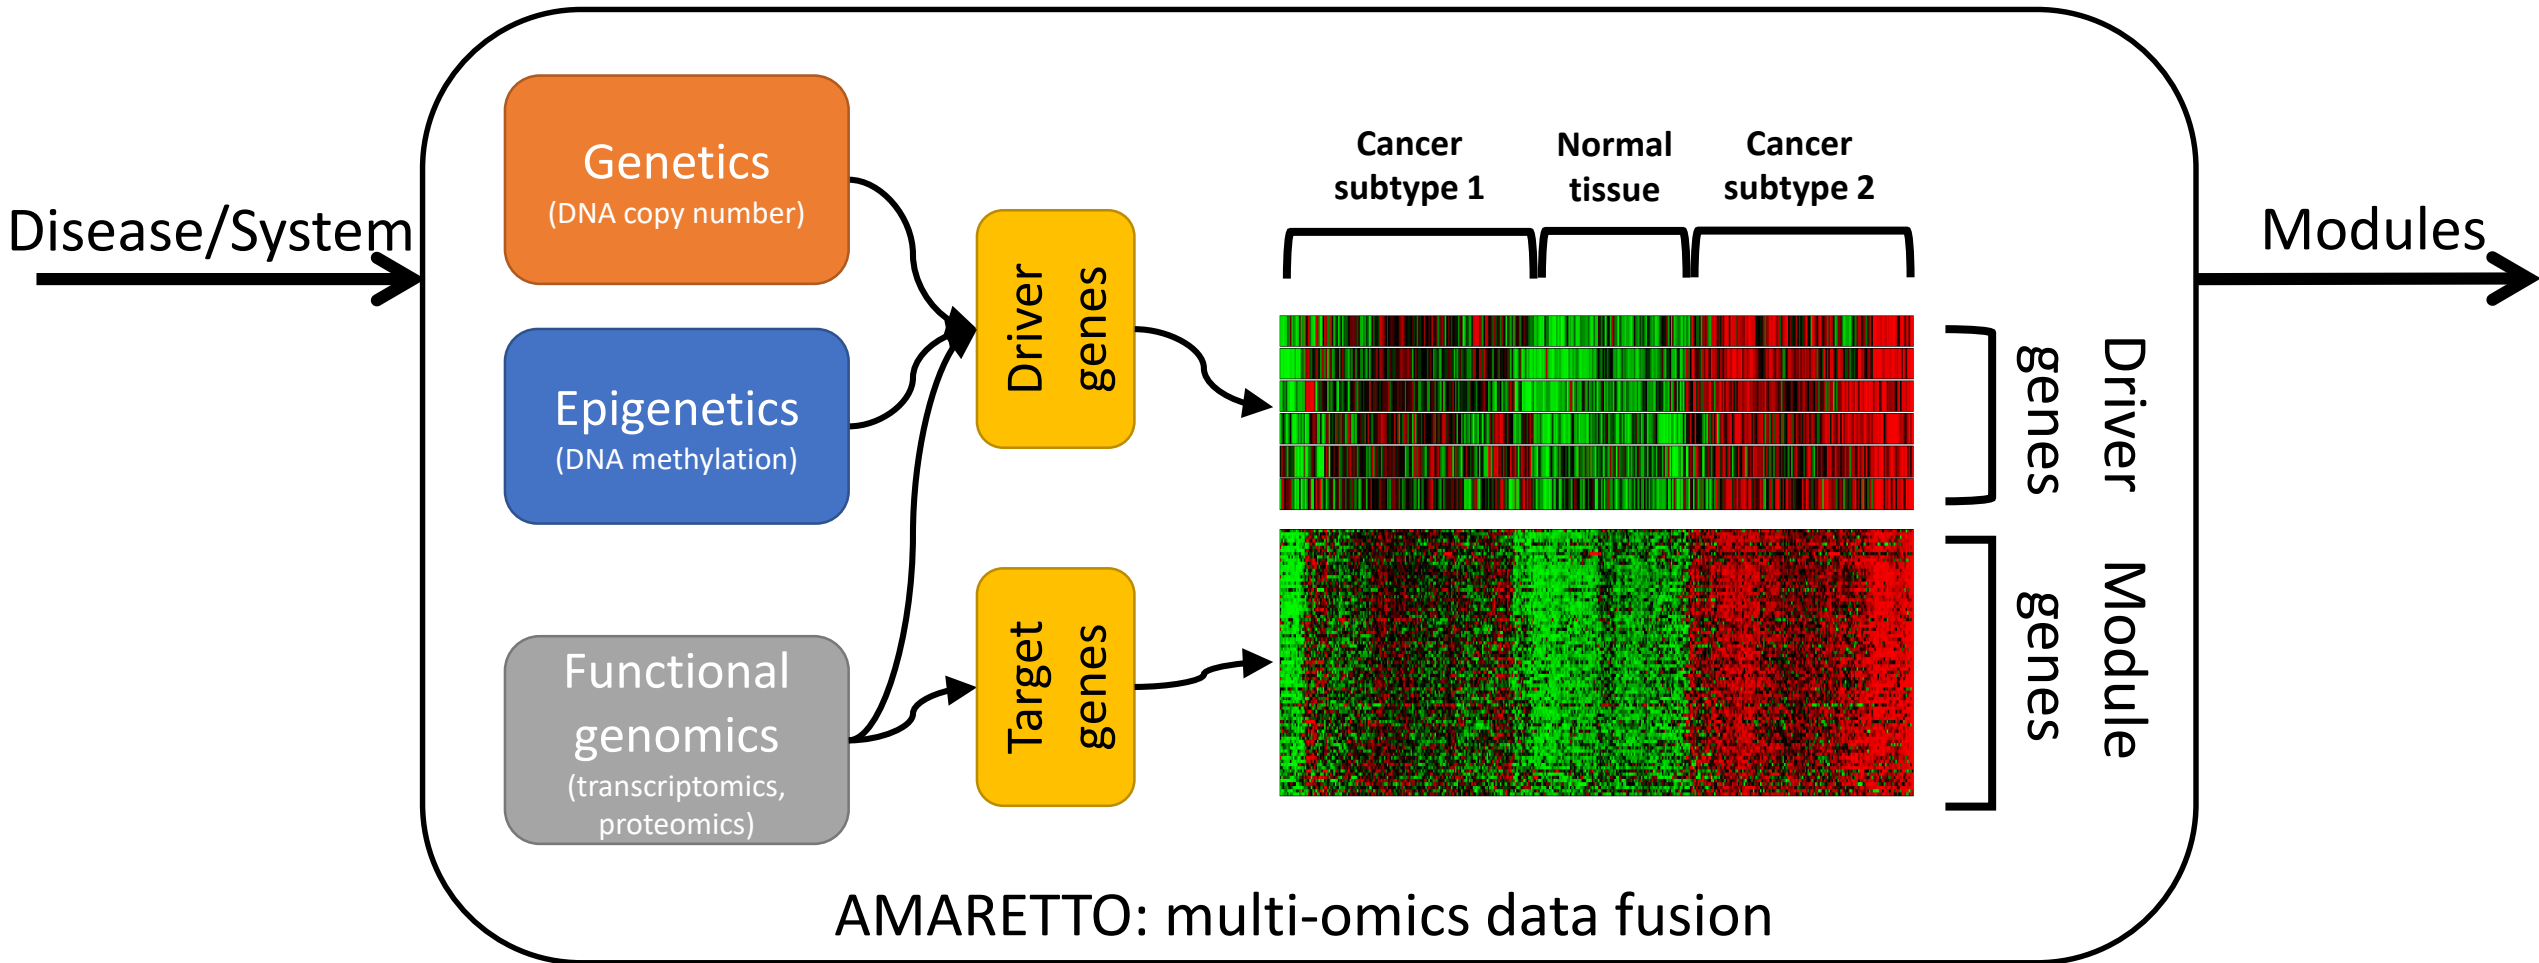 Disease/System
Genetics
(DNA copy number)
Epigenetics
(DNA methylation)
Functional
genomics
(transcriptomics,
proteomics)
Driver
genes
Target
genes
Cancer
subtype 1
Normal
tissue
Cancer
subtype 2
Driver
genes
Module
genes
Modules
AMARETTO: multi-omics data fusion